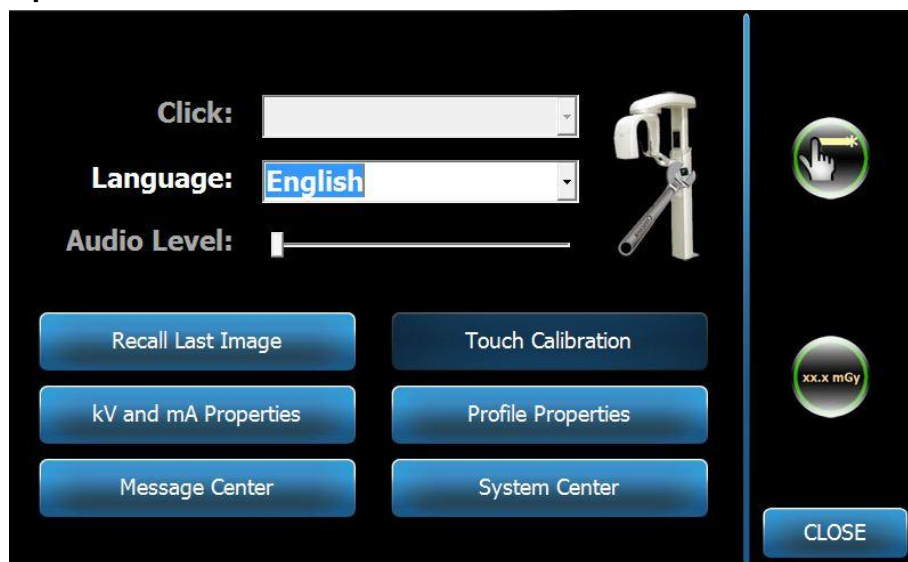 Click:
Language: English
Audio Level:
Recall Last Image
Touch Calibration
xx.x mGy
kV and mA Properties
Profile Properties
Message Center
System Center
CLOSE